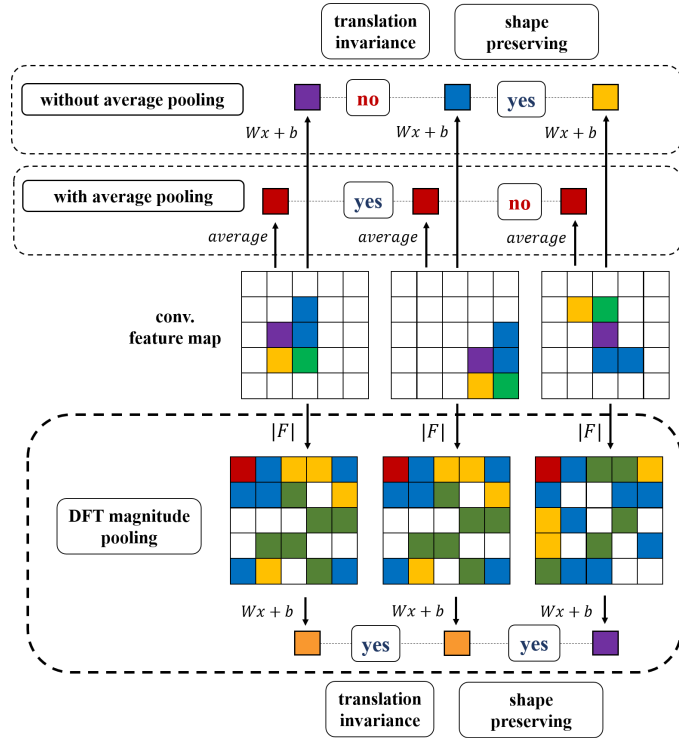 translation
invariance
shape
preserving
without average pooling
no
yes
Wx + b
Wx + b
Wx + b
with average pooling
yes
no
average
average
average
conv.
feature map
|F|
|F|
|F|
DFT magnitude
pooling
Wx + b
Wx + b
Wx + b
yes
yes
translation
invariance
shape
preserving